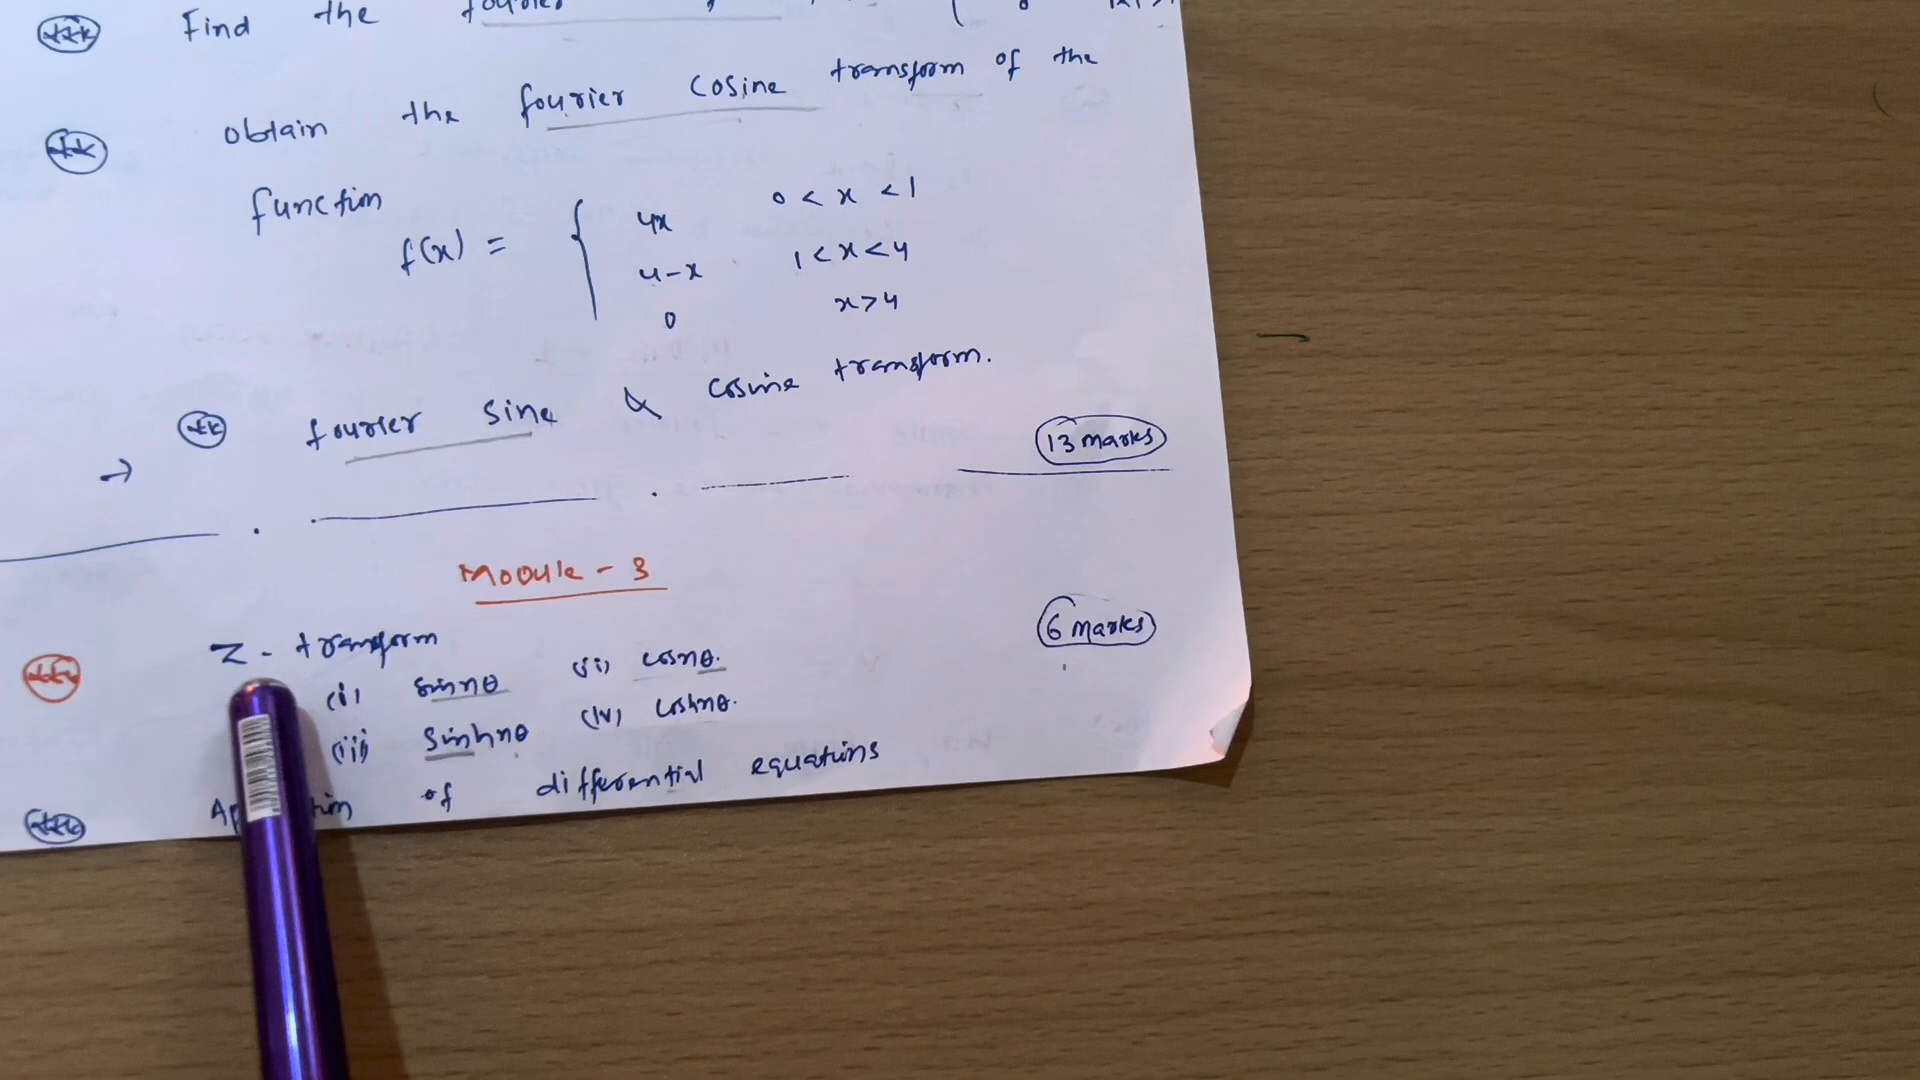 Find the fourier
obtain the fourier cosine transform of the
function
f(x) = { 4x 0 < x < 1
4-x 1 < x < 4
0 x > 4
fourier sine & cosine transform.
13 marks
Module - 3
Z - transform 6 marks
(i) sinnθ (ii) cosnθ.
(iii) sinhnθ (iv) coshnθ.
of differential equations